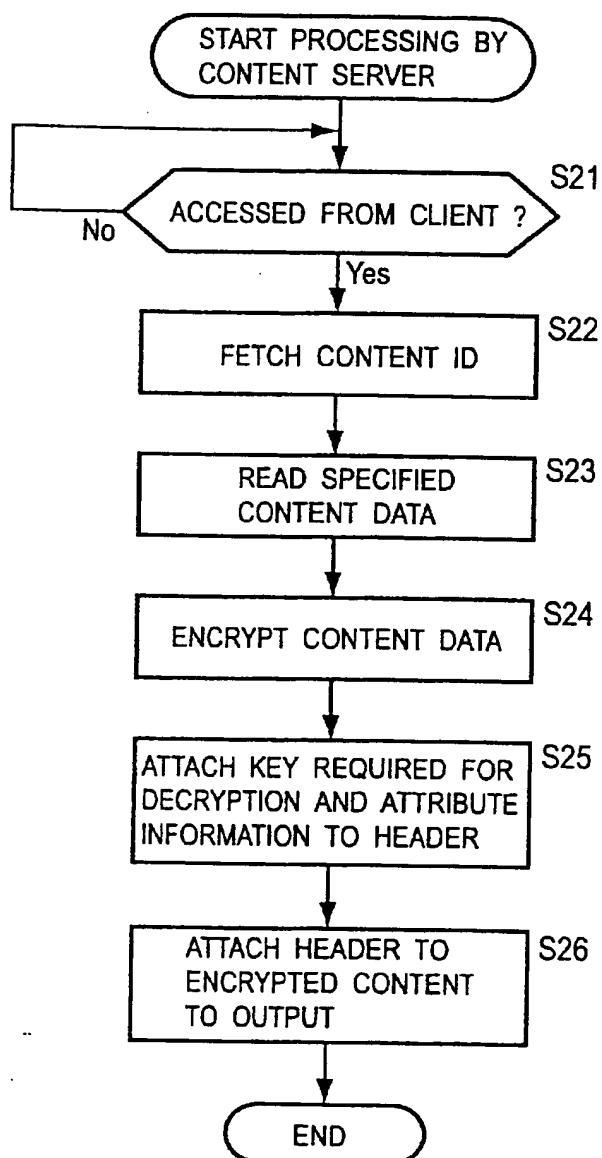 START PROCESSING BY
CONTENT SERVER
S21
ACCESSED FROM CLIENT ?
No
Yes
S22
FETCH CONTENT ID
S23
READ SPECIFIED
CONTENT DATA
S24
ENCRYPT CONTENT DATA
S25
ATTACH KEY REQUIRED FOR
DECRYPTION AND ATTRIBUTE
INFORMATION TO HEADER
S26
ATTACH HEADER TO
ENCRYPTED CONTENT
TO OUTPUT
END